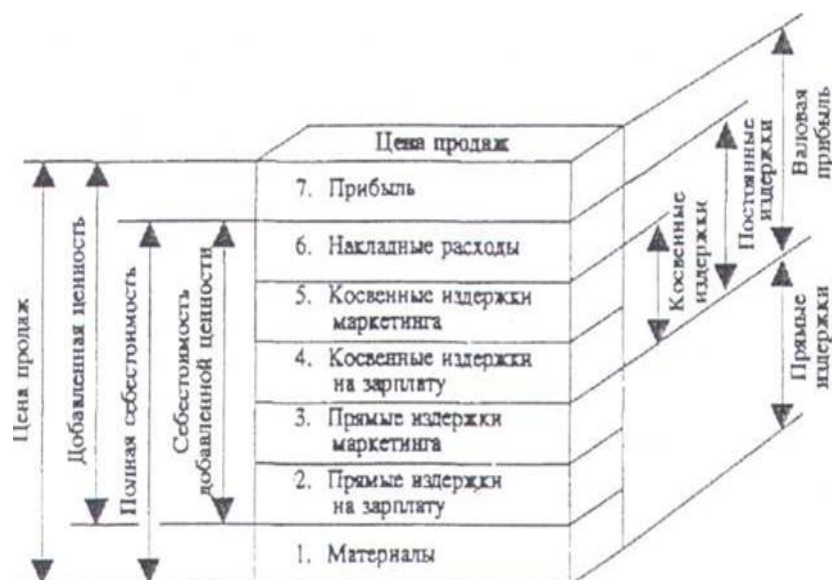 Цена продаж
7. Прибыль
6. Накладные расходы
5. Косвенные издержки
маркетинга
4. Косвенные издержки
на зарплату
3. Прямые издержки
маркетинга
2. Прямые издержки
на зарплату
1. Материалы
Цена продаж
Добавленная ценность
Полная себестоимость
Себестоимость
добавленной ценности
Косвенные
издержки
Постоянные
издержки
Валовая
прибыль
Прямые
издержки